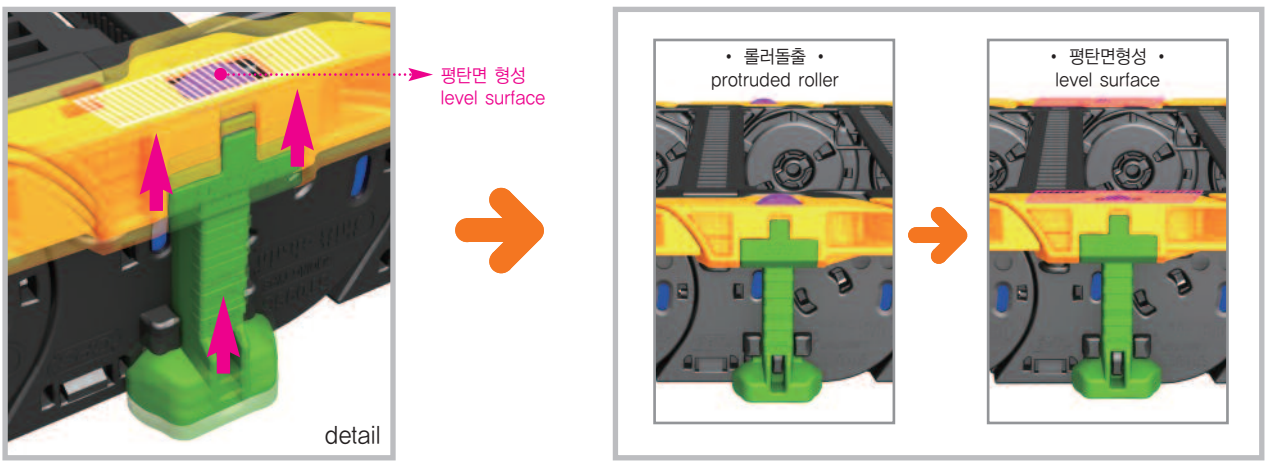 평탄면 형성
level surface
detail
• 롤러돌출 •
protruded roller
• 평탄면형성 •
level surface